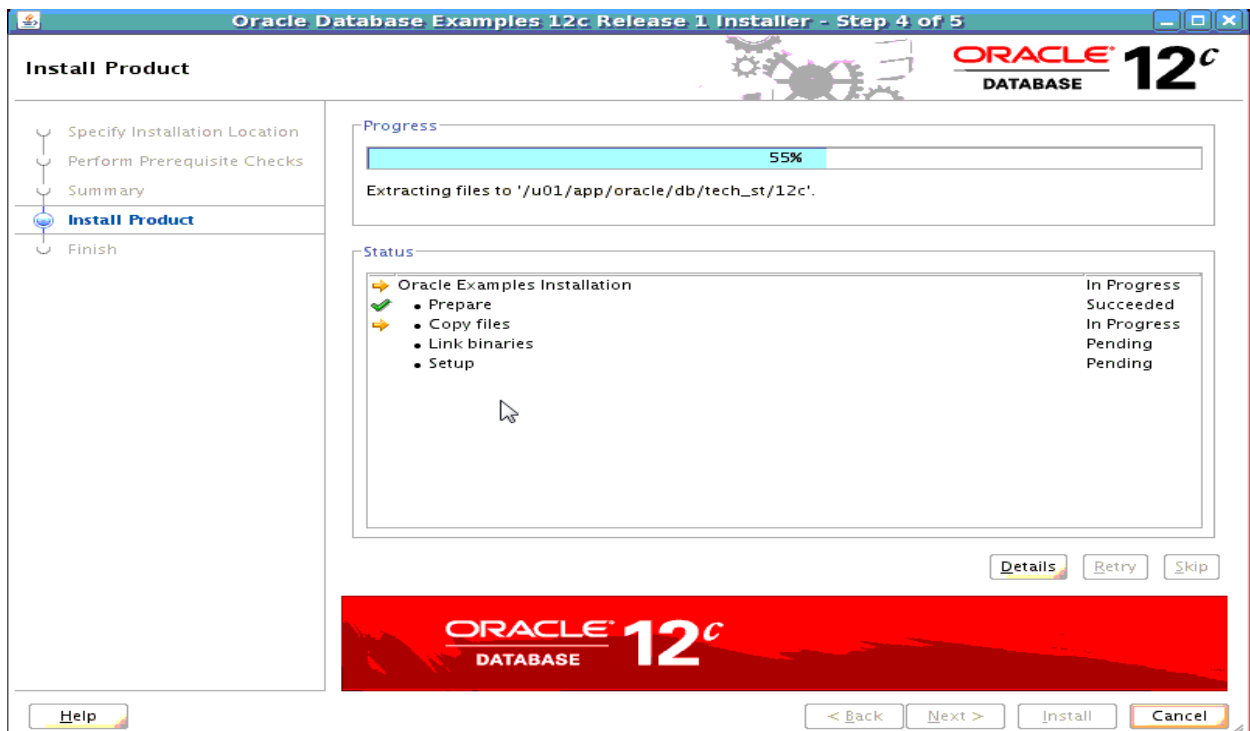 Oracle Database Examples 12c Release 1 Installer - Step 4 of 5
Install Product
ORACLE DATABASE 12c
Specify Installation Location
Perform Prerequisite Checks
Summary
Install Product
Finish
Progress
55%
Extracting files to '/u01/app/oracle/db/tech_st/12c'.
Status
Oracle Examples Installation In Progress
• Prepare Succeeded
• Copy files In Progress
• Link binaries Pending
• Setup Pending
Details Retry Skip
ORACLE DATABASE 12c
Help < Back Next > Install Cancel